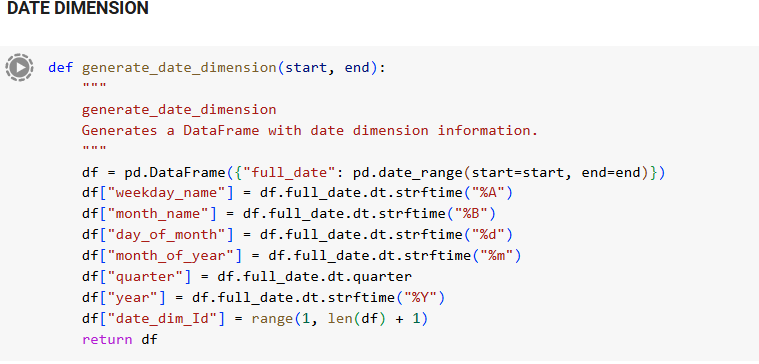 DATE DIMENSION
def generate_date_dimension(start, end):
    """
    generate_date_dimension
    Generates a DataFrame with date dimension information.
    """
    df = pd.DataFrame({"full_date": pd.date_range(start=start, end=end)})
    df["weekday_name"] = df.full_date.dt.strftime("%A")
    df["month_name"] = df.full_date.dt.strftime("%B")
    df["day_of_month"] = df.full_date.dt.strftime("%d")
    df["month_of_year"] = df.full_date.dt.strftime("%m")
    df["quarter"] = df.full_date.dt.quarter
    df["year"] = df.full_date.dt.strftime("%Y")
    df["date_dim_Id"] = range(1, len(df) + 1)
    return df